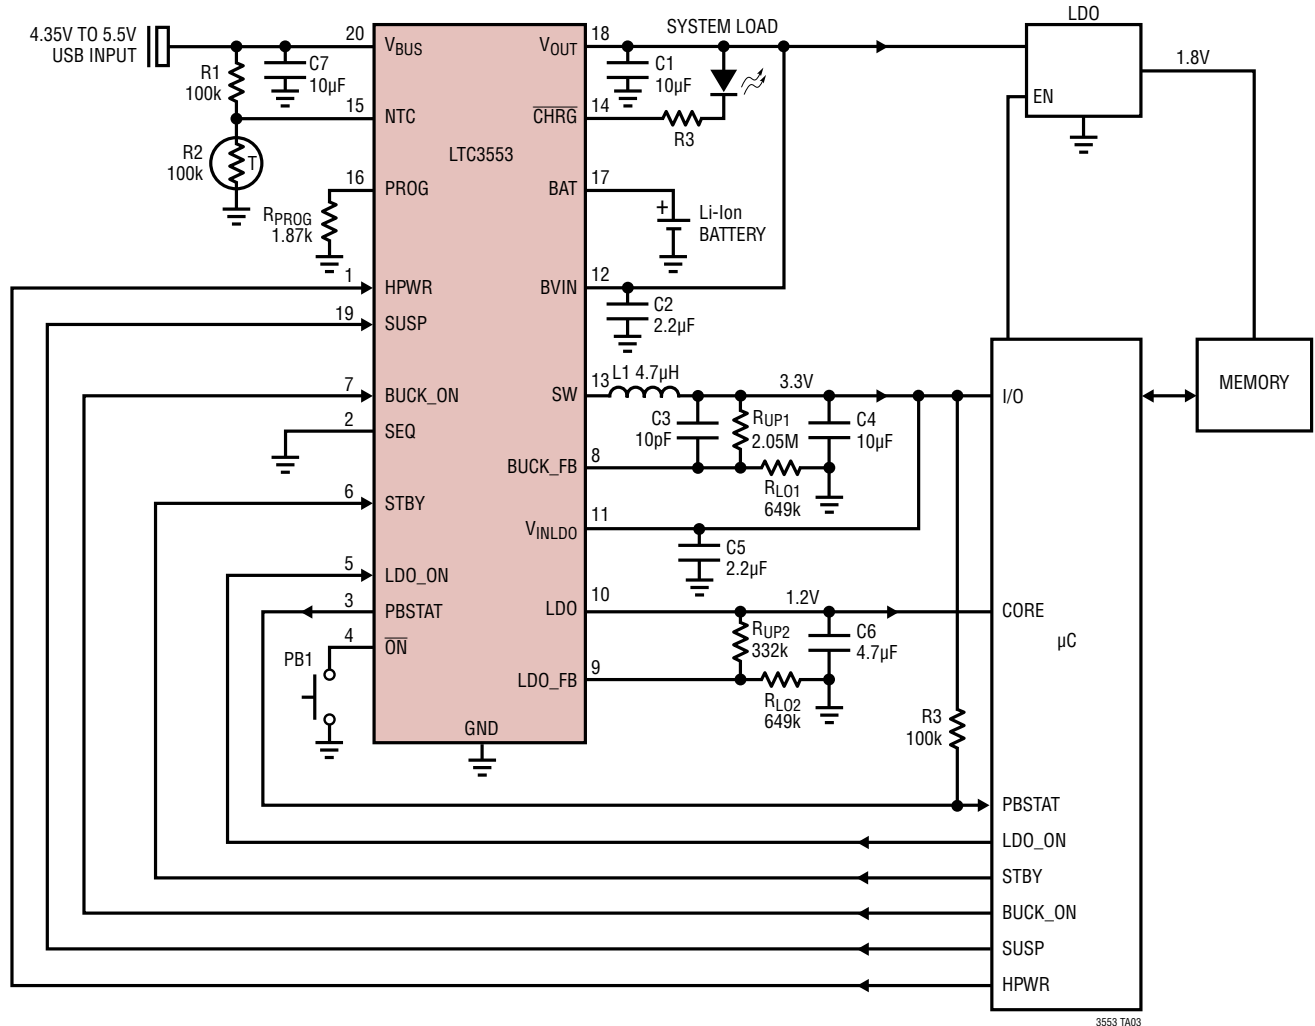 4.35V TO 5.5V
USB INPUT
R1
100k
C7
10µF
R2
100k
T
RPROG
1.87k
20
15
16
1
19
7
2
6
5
3
4
PB1
VBUS
NTC
PROG
HPWR
SUSP
BUCK_ON
SEQ
STBY
LDO_ON
PBSTAT
ON
LTC3553
GND
VOUT
CHRG
BAT
BVIN
SW
BUCK_FB
VINLDO
LDO
LDO_FB
18
14
17
12
13
8
11
10
9
SYSTEM LOAD
C1
10µF
R3
+
Li-Ion
BATTERY
C2
2.2µF
L1 4.7µH
3.3V
C3
10pF
RUP1
2.05M
C4
10µF
RLO1
649k
C5
2.2µF
1.2V
RUP2
332k
C6
4.7µF
RLO2
649k
R3
100k
LDO
EN
1.8V
MEMORY
I/O
CORE
µC
PBSTAT
LDO_ON
STBY
BUCK_ON
SUSP
HPWR
3553 TA03